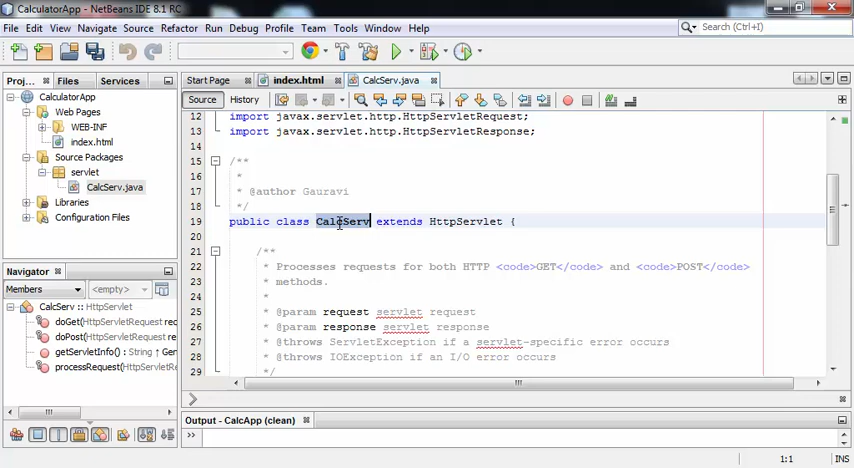 CalculatorApp - NetBeans IDE 8.1 RC
File Edit View Navigate Source Refactor Run Debug Profile Team Tools Window Help
Search (Ctrl+I)
Proj... Files Services
CalculatorApp
Web Pages
WEB-INF
index.html
Source Packages
servlet
CalcServ.java
Libraries
Configuration Files
Navigator
Members <empty>
CalcServ :: HttpServlet
doGet(HttpServletRequest req
doPost(HttpServletRequest re
getServletInfo() : String ↑ Gen
processRequest(HttpServletR
Start Page index.html CalcServ.java
Source History
12 import javax.servlet.http.HttpServletRequest;
13 import javax.servlet.http.HttpServletResponse;
14
15 /**
16 *
17 * @author Gauravi
18 */
19 public class CalcServ extends HttpServlet {
20
21 /**
22 * Processes requests for both HTTP <code>GET</code> and <code>POST</code>
23 * methods.
24 *
25 * @param request servlet request
26 * @param response servlet response
27 * @throws ServletException if a servlet-specific error occurs
28 * @throws IOException if an I/O error occurs
29 */
Output - CalcApp (clean)
1:1 INS